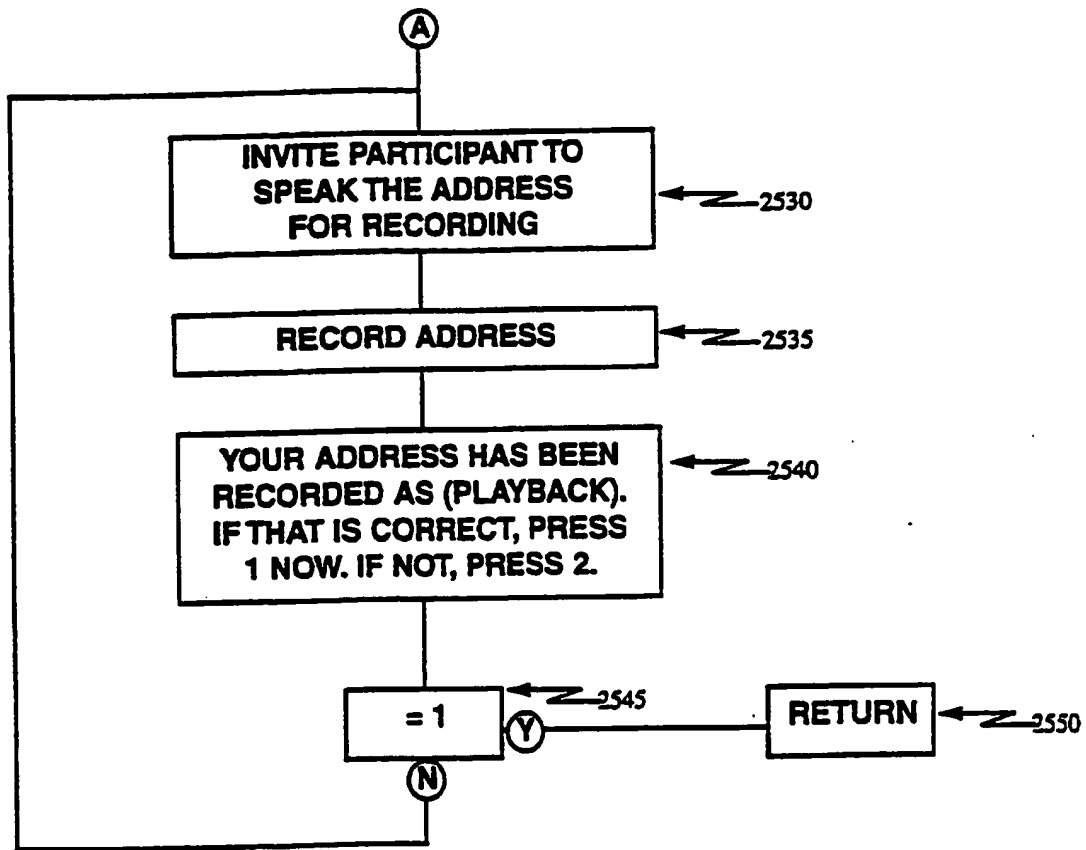 A
INVITE PARTICIPANT TO
SPEAK THE ADDRESS
FOR RECORDING
2530
RECORD ADDRESS
2535
YOUR ADDRESS HAS BEEN
RECORDED AS (PLAYBACK).
IF THAT IS CORRECT, PRESS
1 NOW. IF NOT, PRESS 2.
2540
= 1
2545
Y
RETURN
2550
N